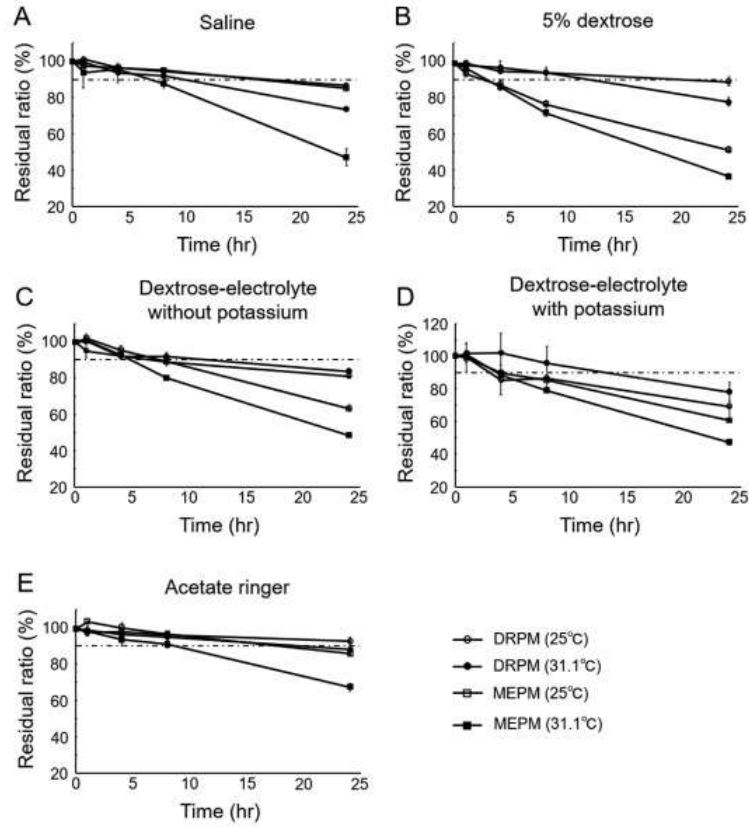 A
Saline
Residual ratio (%)
120
100
80
60
40
20
0 5 10 15 20 25
Time (hr)
B
5% dextrose
Residual ratio (%)
120
100
80
60
40
20
0 5 10 15 20 25
Time (hr)
C
Dextrose-electrolyte
without potassium
Residual ratio (%)
120
100
80
60
40
20
0 5 10 15 20 25
Time (hr)
D
Dextrose-electrolyte
with potassium
Residual ratio (%)
120
100
80
60
40
20
0 5 10 15 20 25
Time (hr)
E
Acetate ringer
Residual ratio (%)
120
100
80
60
40
20
0 5 10 15 20 25
Time (hr)
DRPM (25℃)
DRPM (31.1℃)
MEPM (25℃)
MEPM (31.1℃)